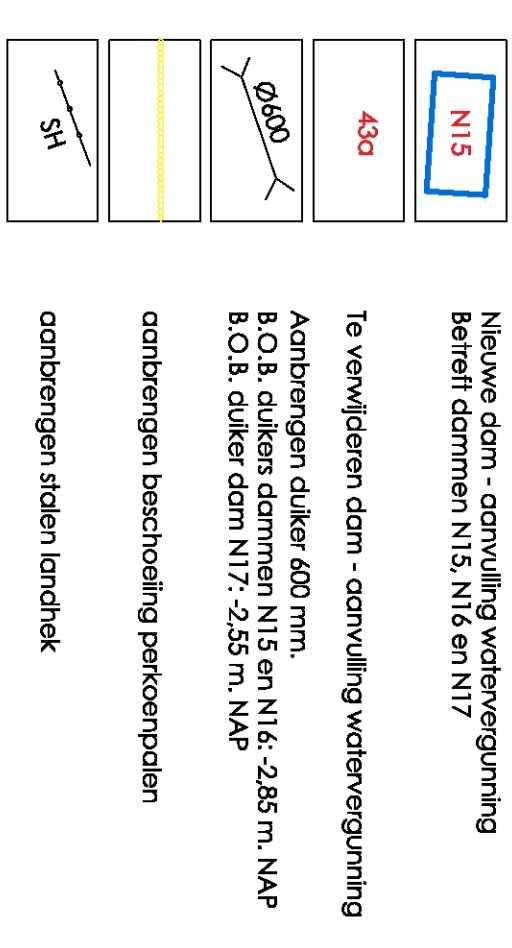 N15
Nieuwe dam - aanvulling watervergunning
Betreft dammen N15, N16 en N17
43a
Te verwijderen dam - aanvulling watervergunning
Ø600
Aanbrengen duiker 600 mm.
B.O.B. duikers dammen N15 en N16: -2,85 m. NAP
B.O.B. duiker dam N17: -2,55 m. NAP
aanbrengen beschoeiing perkoenpalen
SH
aanbrengen stalen landhek